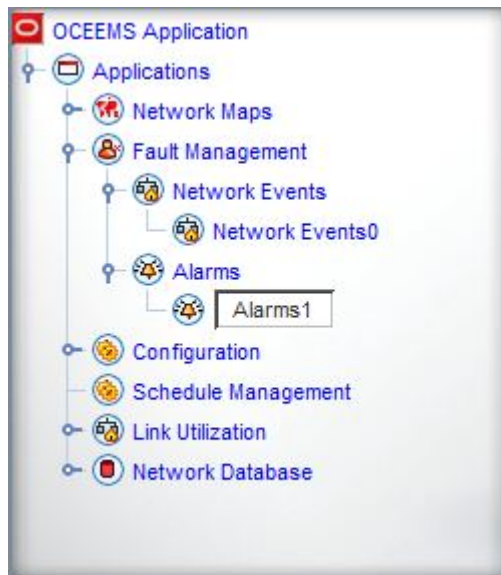 OCEEMS Application
Applications
Network Maps
Fault Management
Network Events
Network Events0
Alarms
Alarms1
Configuration
Schedule Management
Link Utilization
Network Database